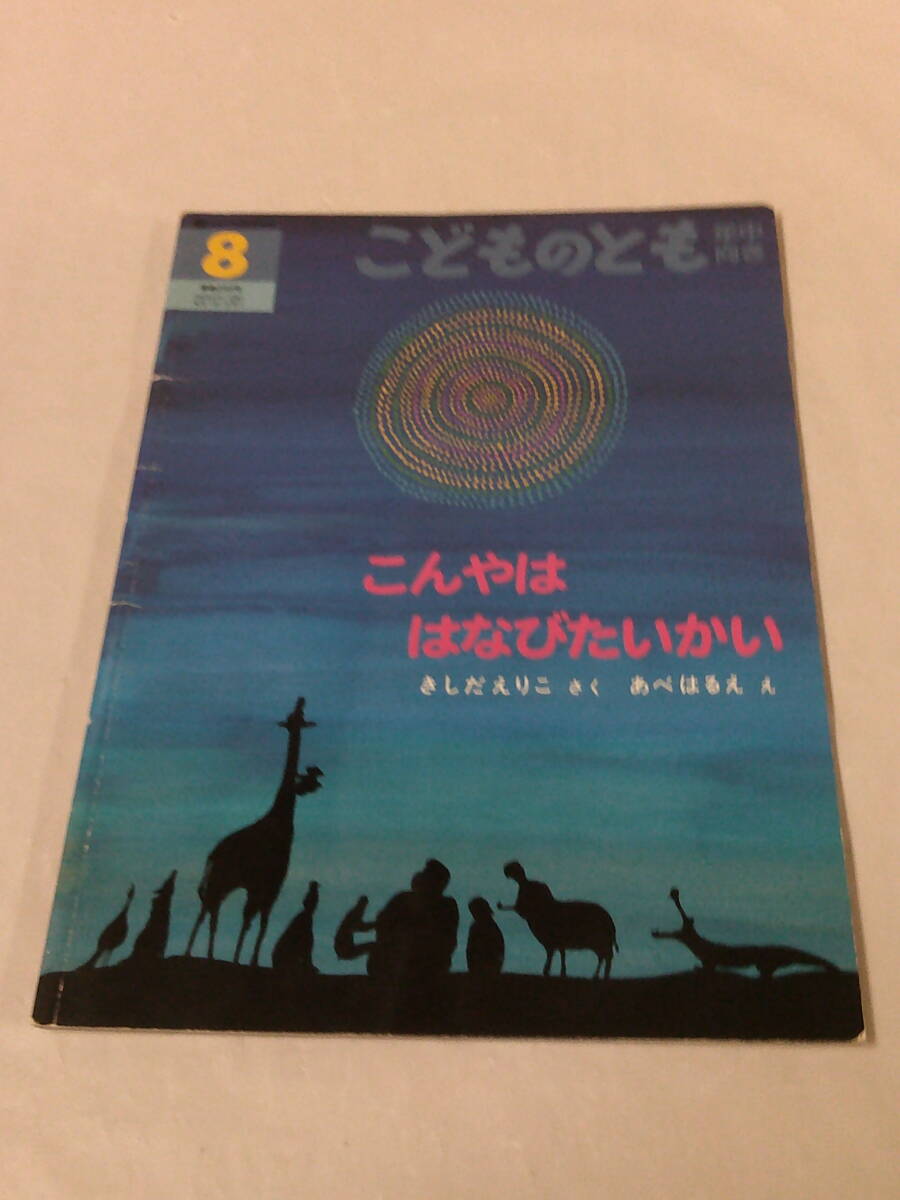 8
こどものとも
年中
向き
こんやは
はなびたいかい
きしだえりこ さく　あべはるえ え